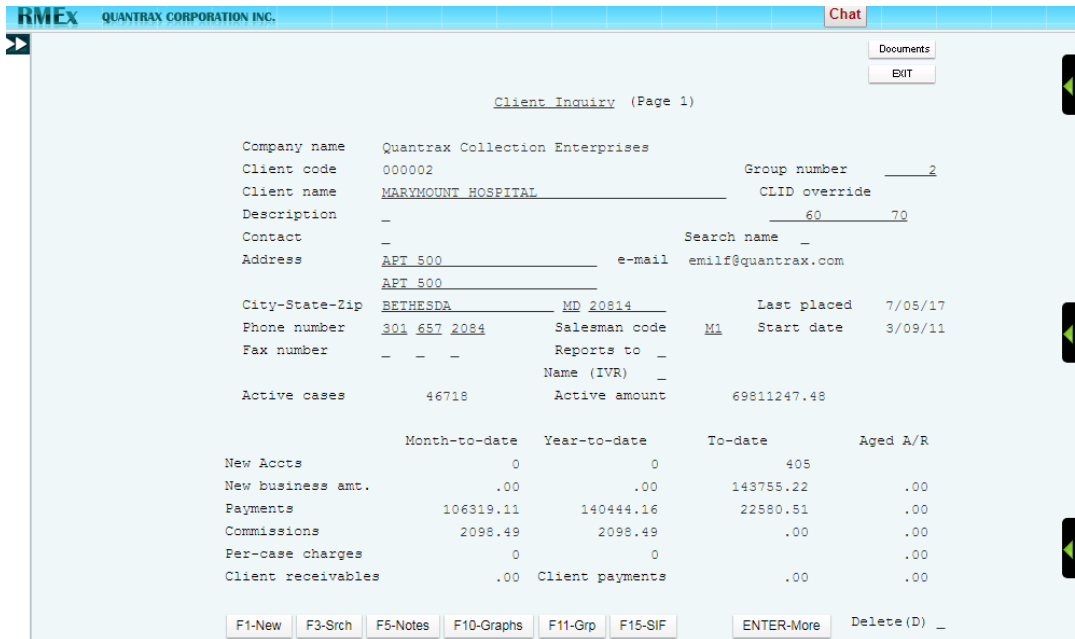 RMEx QUANTRAX CORPORATION INC. Chat
Documents
EXIT
Client Inquiry (Page 1)
Company name Quantrax Collection Enterprises
Client code 000002 Group number 2
Client name MARYMOUNT HOSPITAL CLID override
Description 60 70
Contact Search name
Address APT 500 e-mail emilf@quantrax.com
APT 500
City-State-Zip BETHESDA MD 20814 Last placed 7/05/17
Phone number 301 657 2084 Salesman code M1 Start date 3/09/11
Fax number Reports to
Name (IVR)
Active cases 46718 Active amount 69811247.48
Month-to-date Year-to-date To-date Aged A/R
New Accts 0 0 405
New business amt. .00 .00 143755.22 .00
Payments 106319.11 140444.16 22580.51 .00
Commissions 2098.49 2098.49 .00 .00
Per-case charges 0 0 .00
Client receivables .00 Client payments .00 .00
F1-New F3-Srch F5-Notes F10-Graphs F11-Grp F15-SIF ENTER-More Delete(D) _